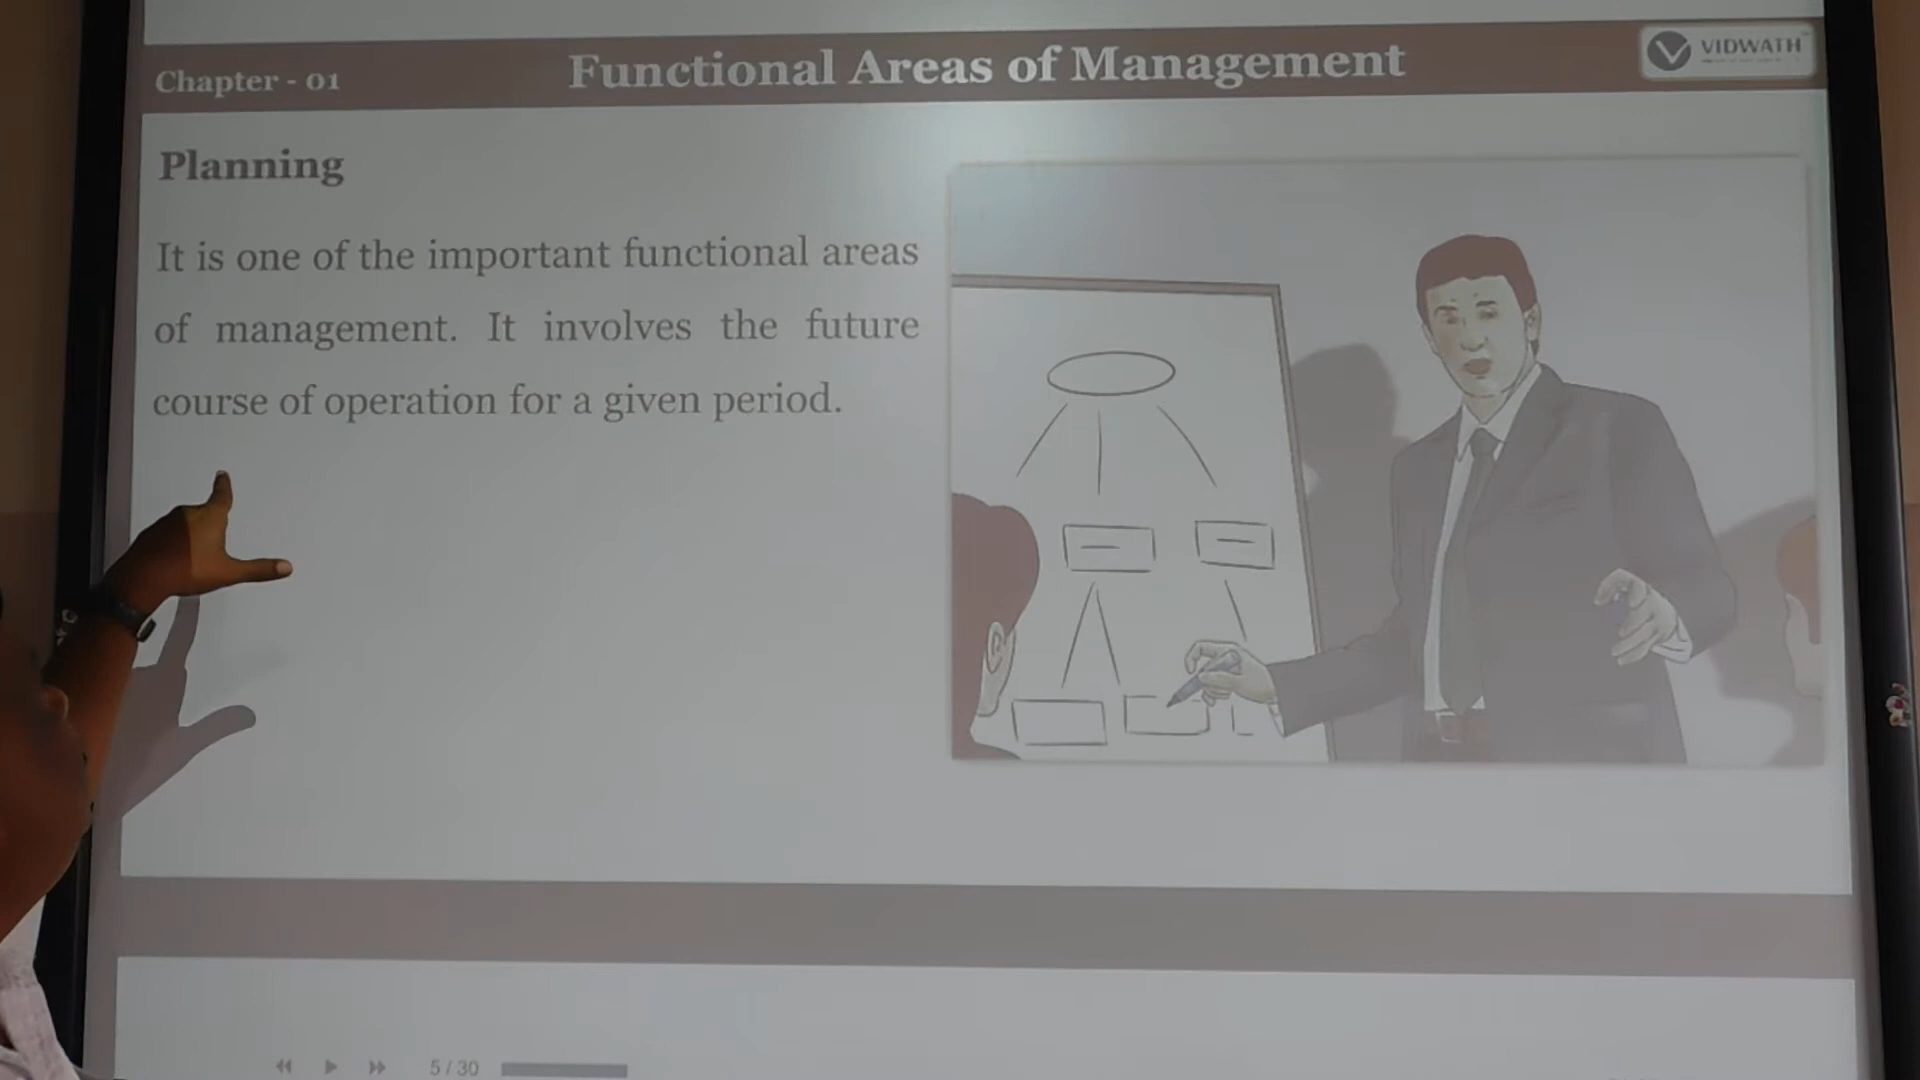 Chapter - 01
Functional Areas of Management
VIDWATH
Planning
It is one of the important functional areas
of management. It involves the future
course of operation for a given period.
5 / 30